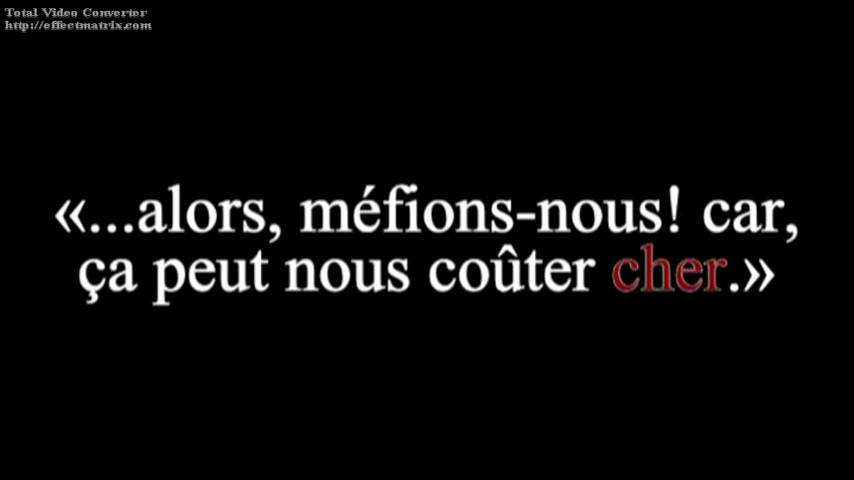 Total Video Converter
http://effectmatrix.com
«...alors, méfions-nous! car,
ça peut nous coûter cher.»